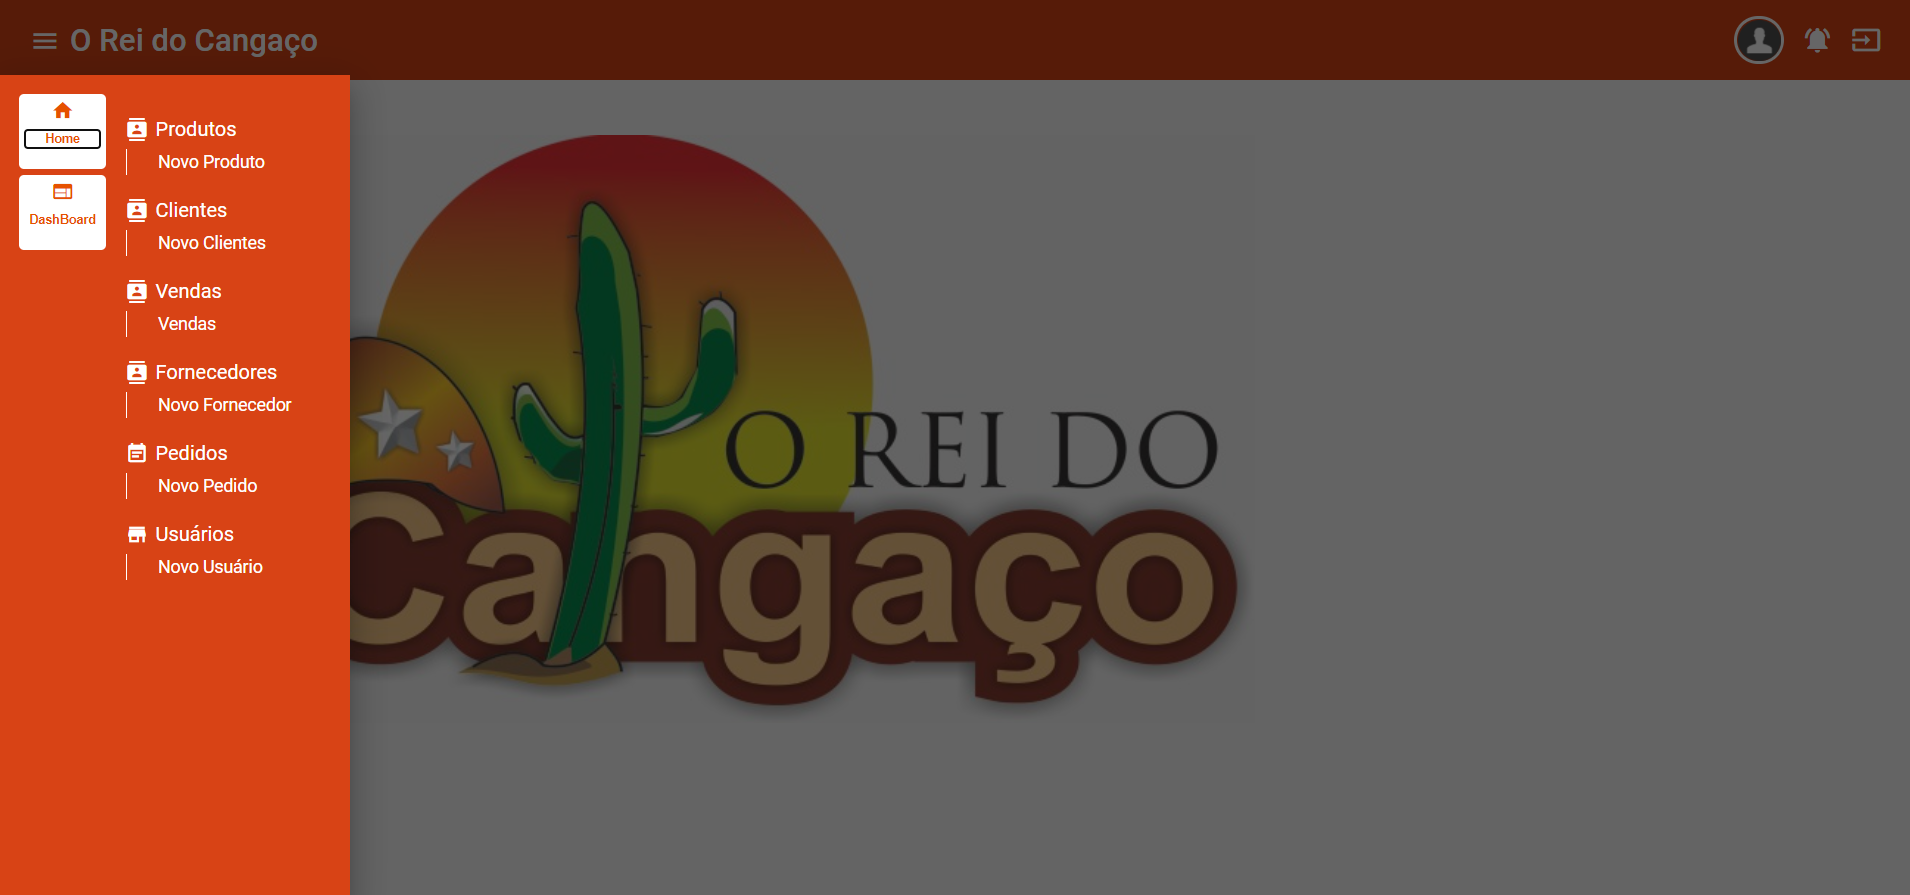 O Rei do Cangaço
Home
DashBoard
Produtos
Novo Produto
Clientes
Novo Clientes
Vendas
Vendas
Fornecedores
Novo Fornecedor
Pedidos
Novo Pedido
Usuários
Novo Usuário
O REI DO
Cangaço